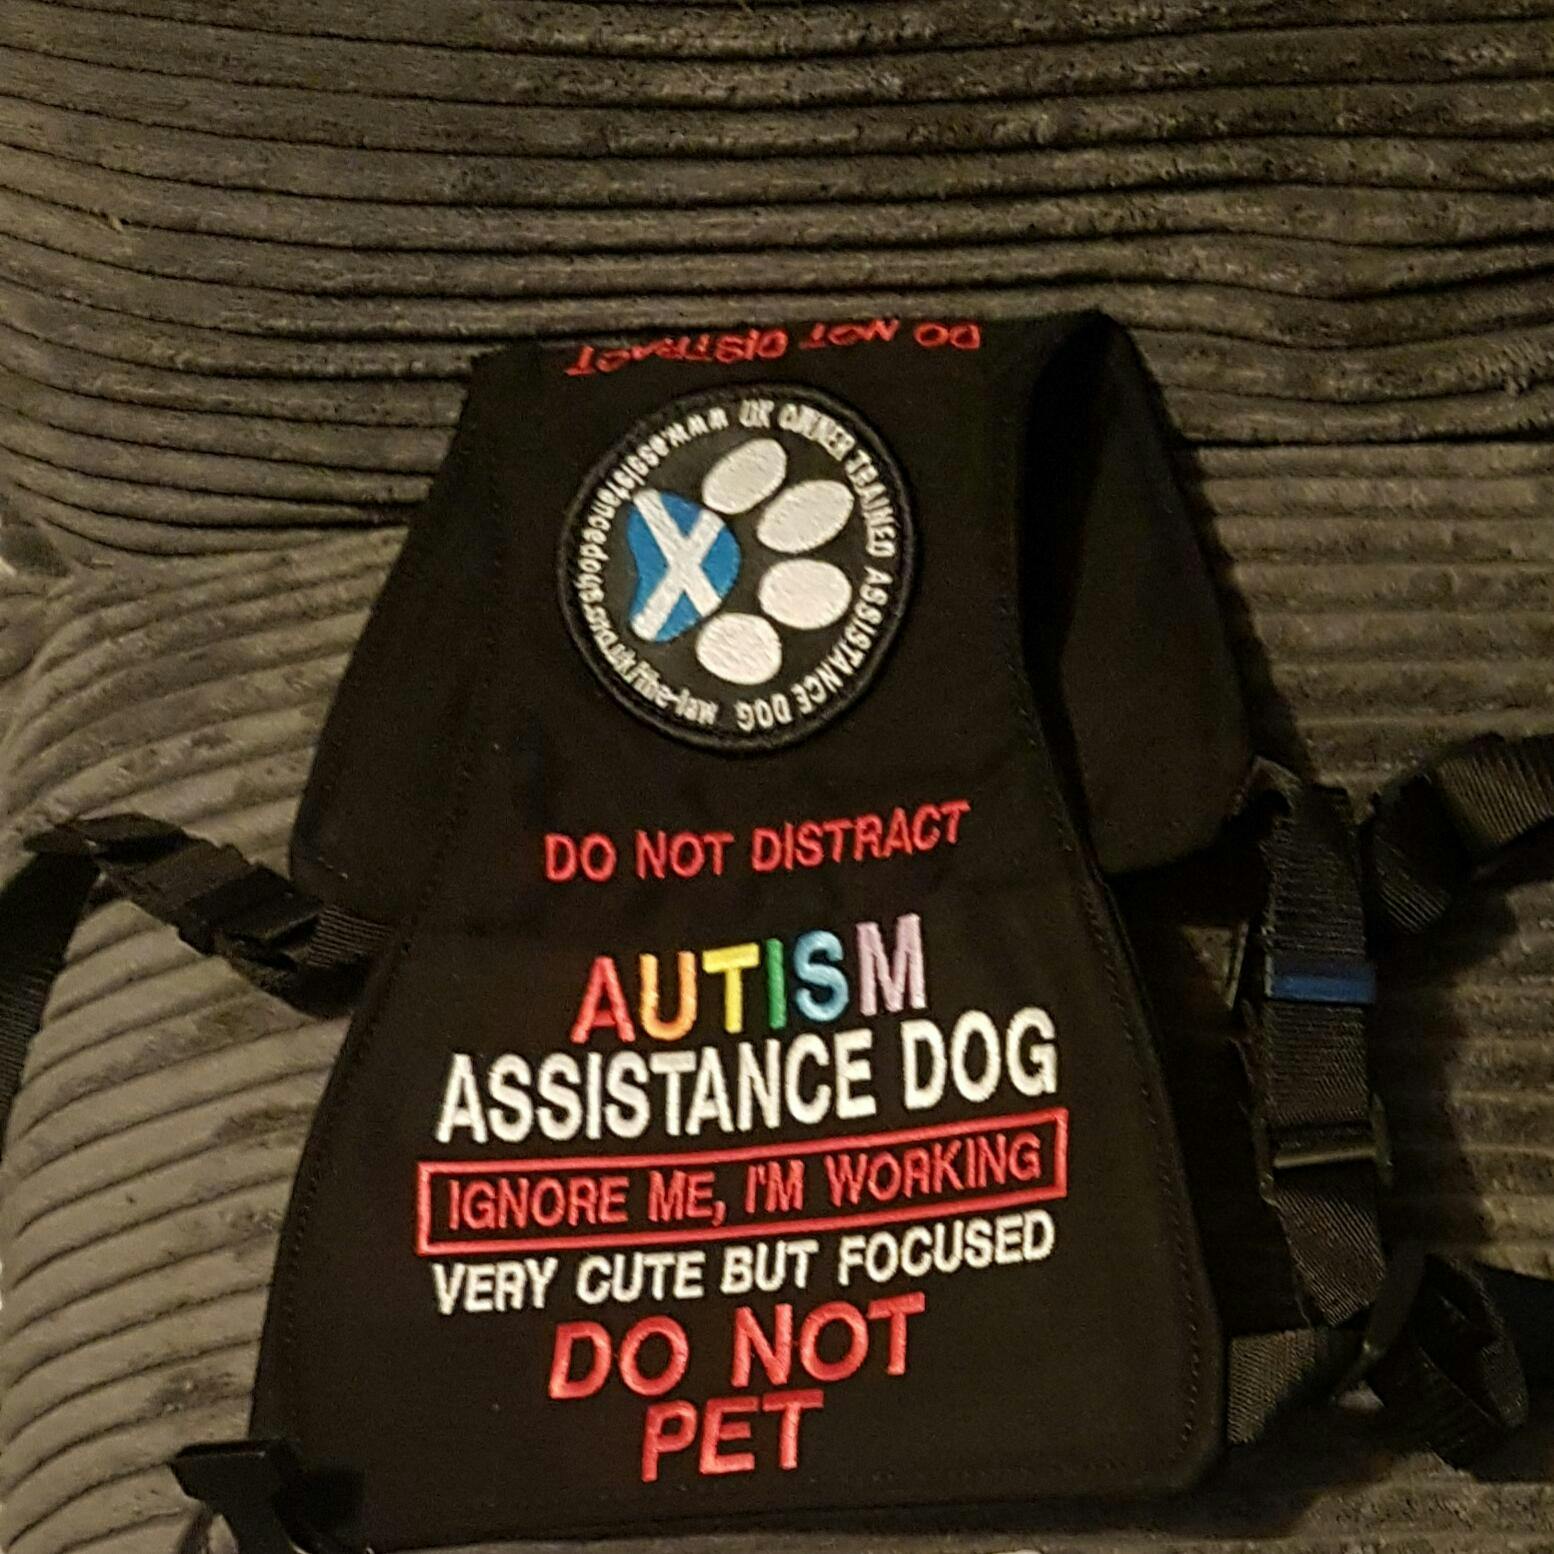 DO NOT DISTRACT
UK OWNER TRAINED ASSISTANCE DOG
DO NOT DISTRACT
AUTISM
ASSISTANCE DOG
IGNORE ME, I'M WORKING
VERY CUTE BUT FOCUSED
DO NOT
PET